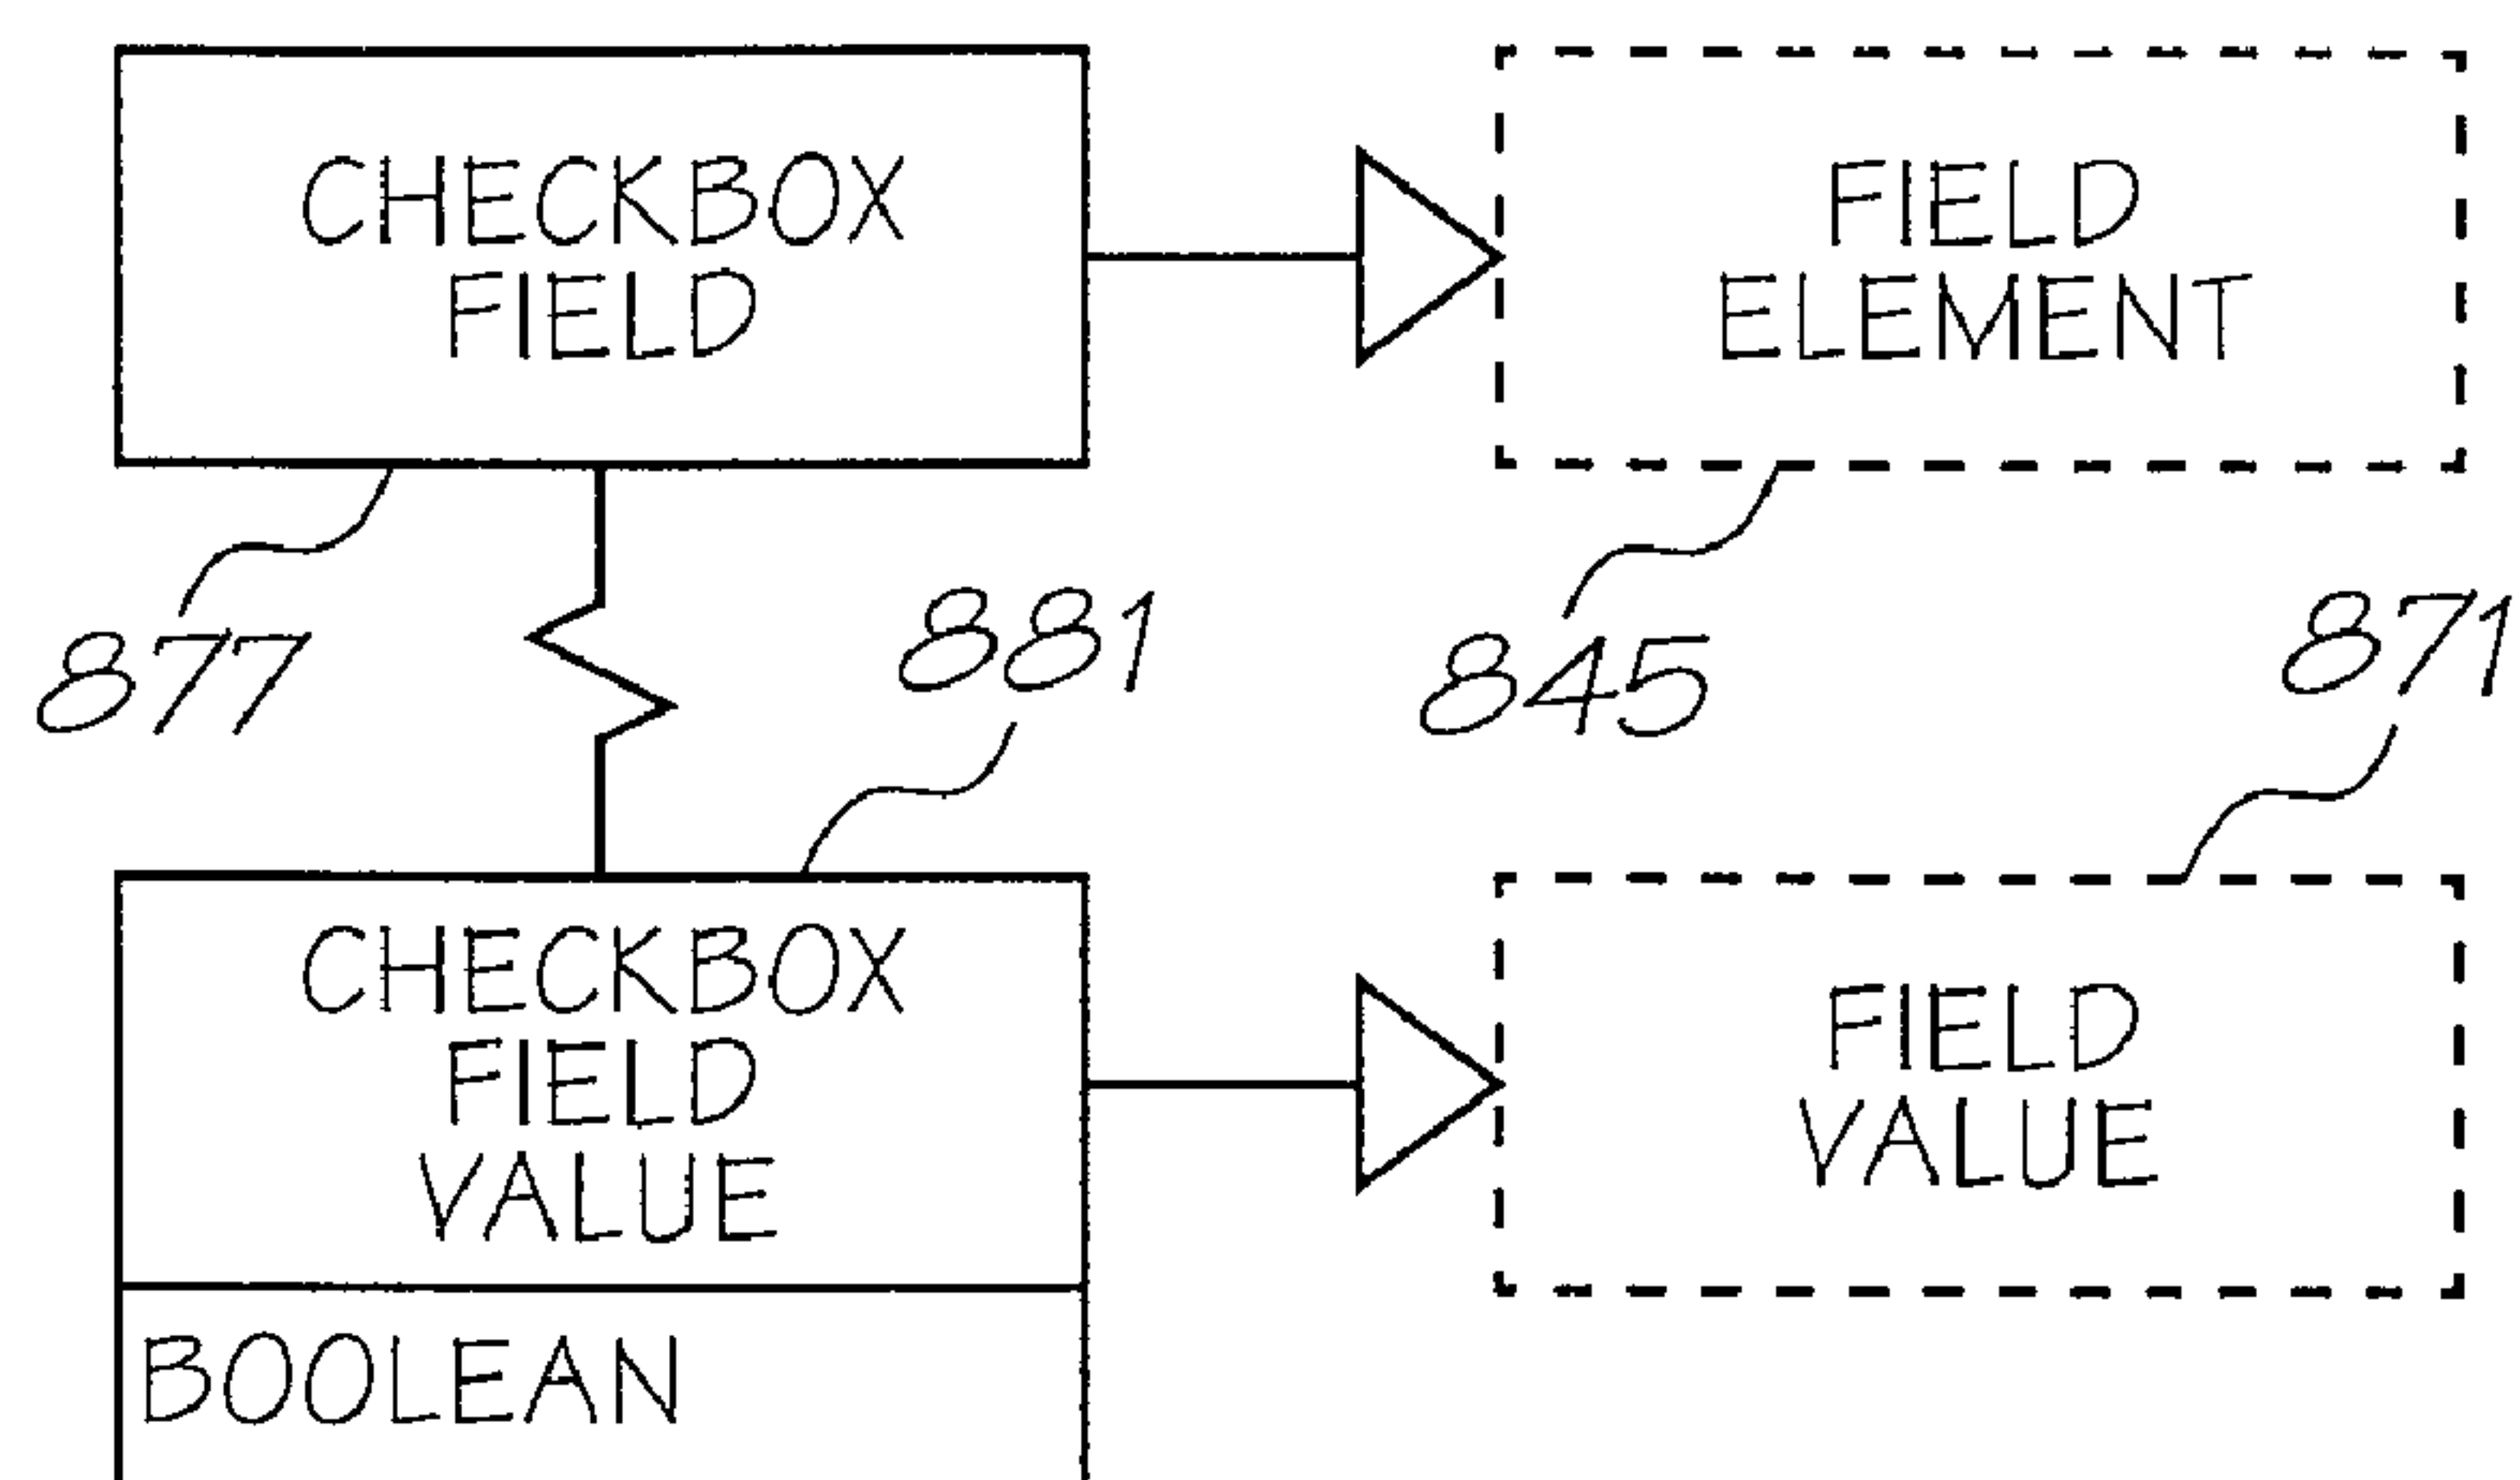 CHECKBOX
FIELD
FIELD
ELEMENT
877
881
845
871
CHECKBOX
FIELD
VALUE
FIELD
VALUE
BOOLEAN